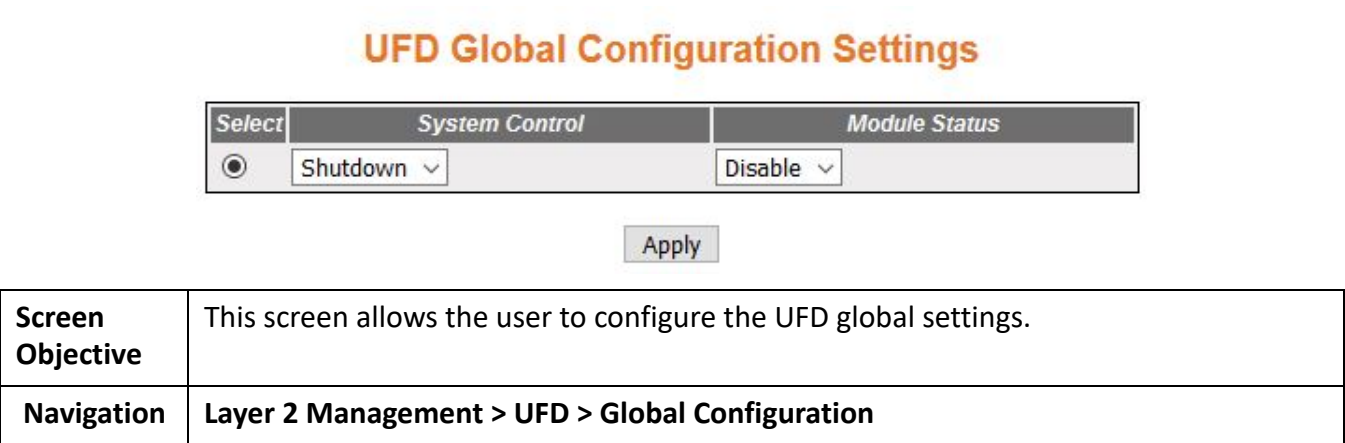 UFD Global Configuration Settings
Select System Control Module Status
Shutdown Disable
Apply
Screen Objective This screen allows the user to configure the UFD global settings.
Navigation Layer 2 Management > UFD > Global Configuration